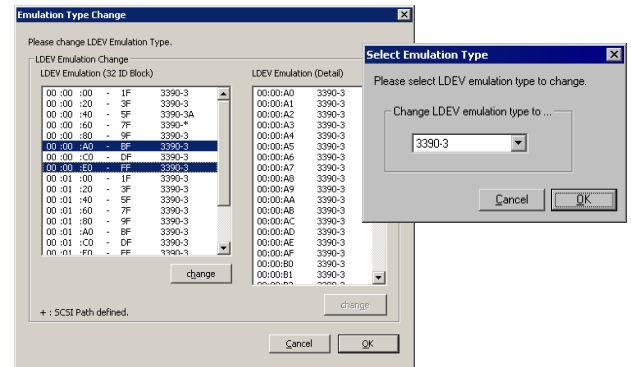 Emulation Type Change
Please change LDEV Emulation Type.
LDEV Emulation Change
LDEV Emulation (32 ID Block)
00 :00 :00 - 1F 3390-3
00 :00 :20 - 3F 3390-3
00 :00 :40 - 5F 3390-3A
00 :00 :60 - 7F 3390-*
00 :00 :80 - 9F 3390-3
00 :00 :A0 - BF 3390-3
00 :00 :C0 - DF 3390-3
00 :00 :E0 - FF 3390-3
00 :01 :00 - 1F 3390-3
00 :01 :20 - 3F 3390-3
00 :01 :40 - 5F 3390-3
00 :01 :60 - 7F 3390-3
00 :01 :80 - 9F 3390-3
00 :01 :A0 - BF 3390-3
00 :01 :C0 - DF 3390-3
00 :01 :E0 - FF 3390-3
change
LDEV Emulation (Detail)
00:00:A0 3390-3
00:00:A1 3390-3
00:00:A2 3390-3
00:00:A3 3390-3
00:00:A4 3390-3
00:00:A5 3390-3
00:00:A6 3390-3
00:00:A7 3390-3
00:00:A8 3390-3
00:00:A9 3390-3
00:00:AA 3390-3
00:00:AB 3390-3
00:00:AC 3390-3
00:00:AD 3390-3
00:00:AE 3390-3
00:00:AF 3390-3
00:00:B0 3390-3
00:00:B1 3390-3
00:00:B2 3390-3
change
+ : SCSI Path defined.
Cancel
OK
Select Emulation Type
Please select LDEV emulation type to change.
Change LDEV emulation type to ...
3390-3
Cancel
OK